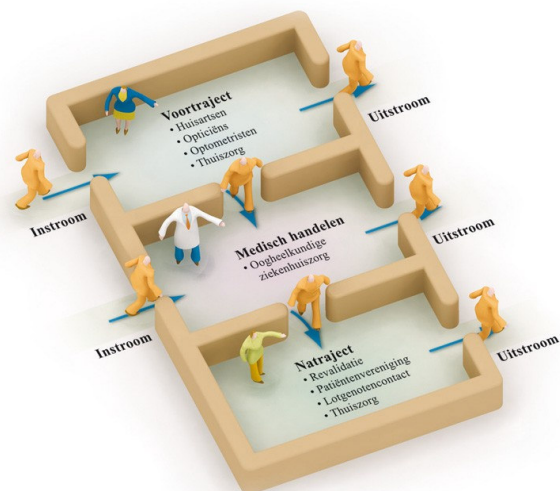 Voortraject
• Huisartsen
• Opticiëns
• Optometristen
• Thuiszorg
Uitstroom
Instroom
Medisch handelen
• Oogheelkundige
ziekenhuiszorg
Uitstroom
Instroom
Natraject
• Revalidatie
• Patiëntenvereniging
• Lotgenotencontact
• Thuiszorg
Uitstroom